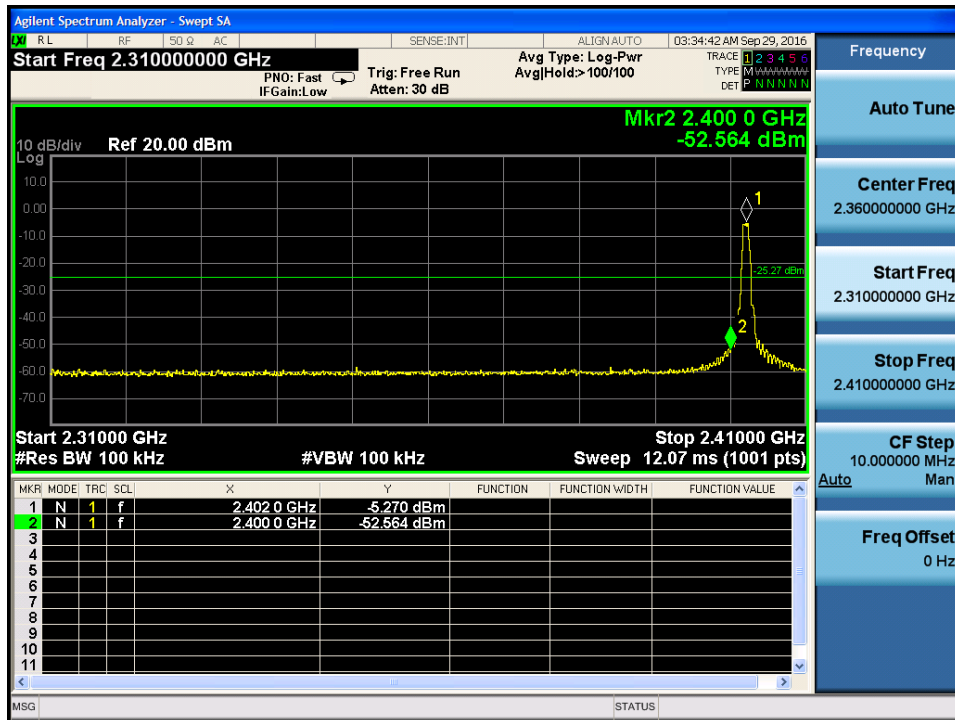 Agilent Spectrum Analyzer - Swept SA
LXI RL RF 50 Ω AC SENSE:INT ALIGN AUTO 03:34:42 AM Sep 29, 2016
Start Freq 2.310000000 GHz
PNO: Fast
IFGain:Low
Trig: Free Run
Atten: 30 dB
Avg Type: Log-Pwr
Avg|Hold:>100/100
TRACE 1 2 3 4 5 6
TYPE M
DET P N N N N N
Mkr2 2.400 0 GHz
-52.564 dBm
10 dB/div Ref 20.00 dBm
Log
10.0
0.00
-10.0
-20.0
-30.0
-40.0
-50.0
-60.0
-70.0
1
-25.27 dBm
2
Start 2.31000 GHz Stop 2.41000 GHz
#Res BW 100 kHz #VBW 100 kHz Sweep 12.07 ms (1001 pts)
MKR MODE TRC SCL X Y FUNCTION FUNCTION WIDTH FUNCTION VALUE
1 N 1 f 2.402 0 GHz -5.270 dBm
2 N 1 f 2.400 0 GHz -52.564 dBm
3
4
5
6
7
8
9
10
11
MSG STATUS
Frequency
Auto Tune
Center Freq
2.360000000 GHz
Start Freq
2.310000000 GHz
Stop Freq
2.410000000 GHz
CF Step
10.000000 MHz
Auto Man
Freq Offset
0 Hz